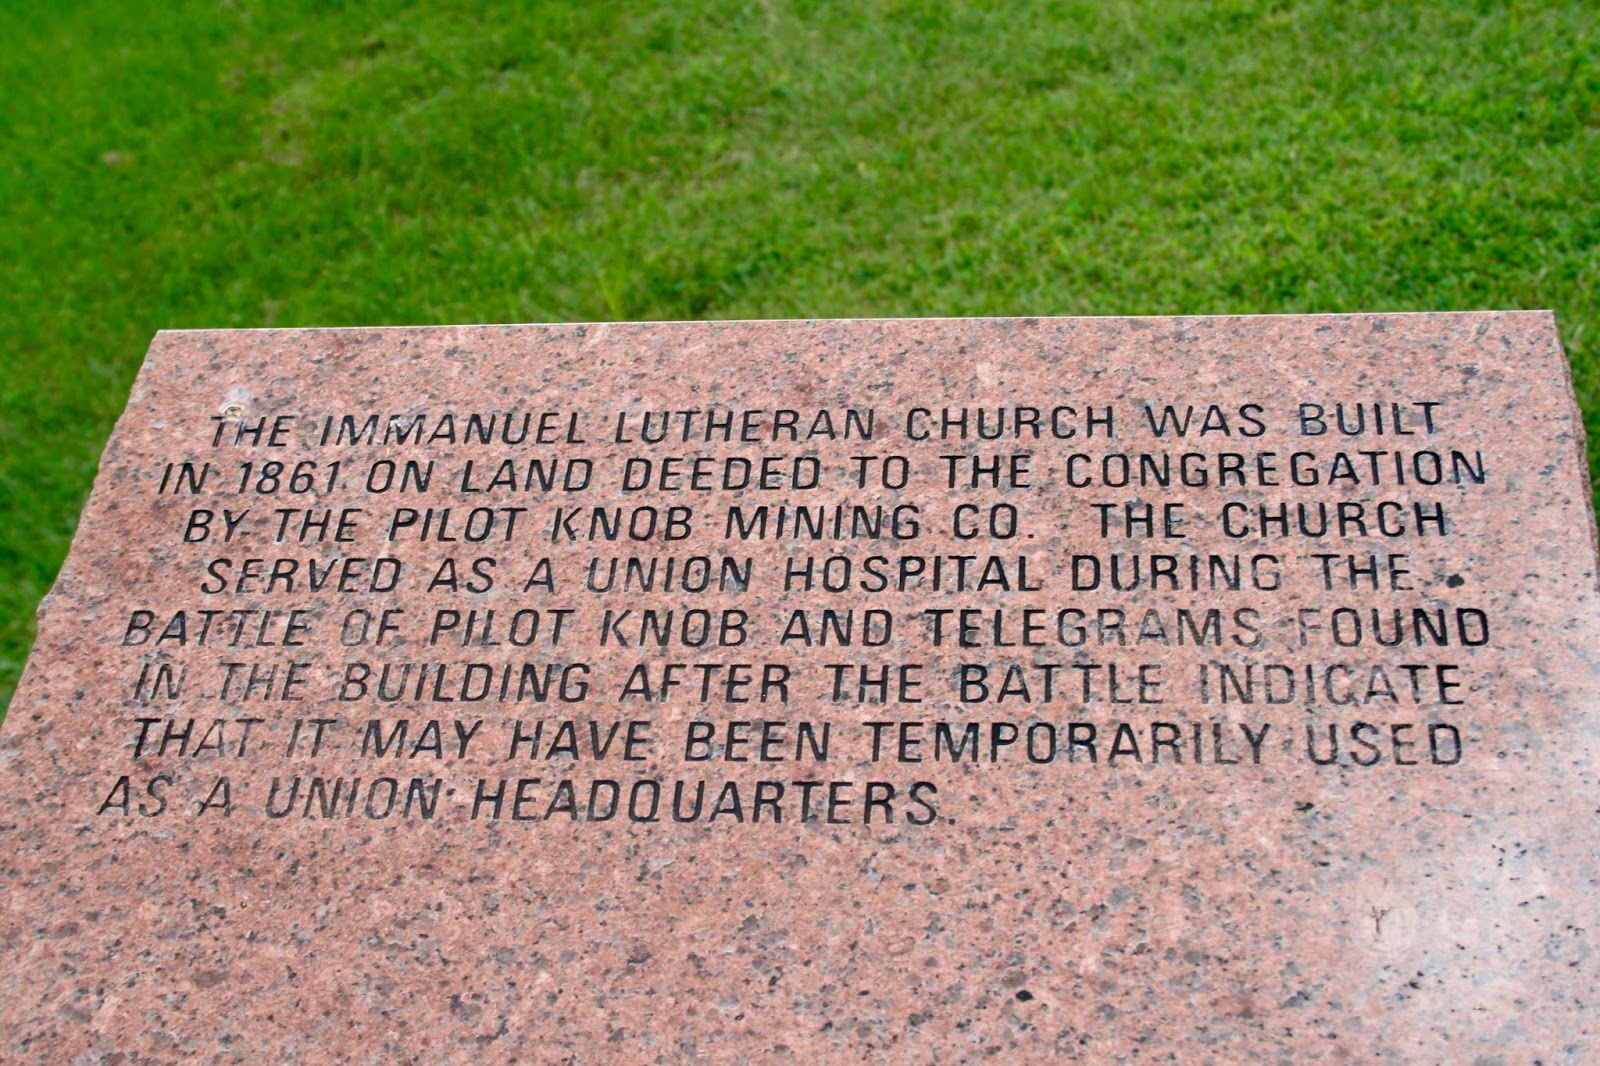 THE IMMANUEL LUTHERAN CHURCH WAS BUILT
IN 1861 ON LAND DEEDED TO THE CONGREGATION
BY THE PILOT KNOB MINING CO. THE CHURCH
SERVED AS A UNION HOSPITAL DURING THE
BATTLE OF PILOT KNOB AND TELEGRAMS FOUND
IN THE BUILDING AFTER THE BATTLE INDICATE
THAT IT MAY HAVE BEEN TEMPORARILY USED
AS A UNION HEADQUARTERS.